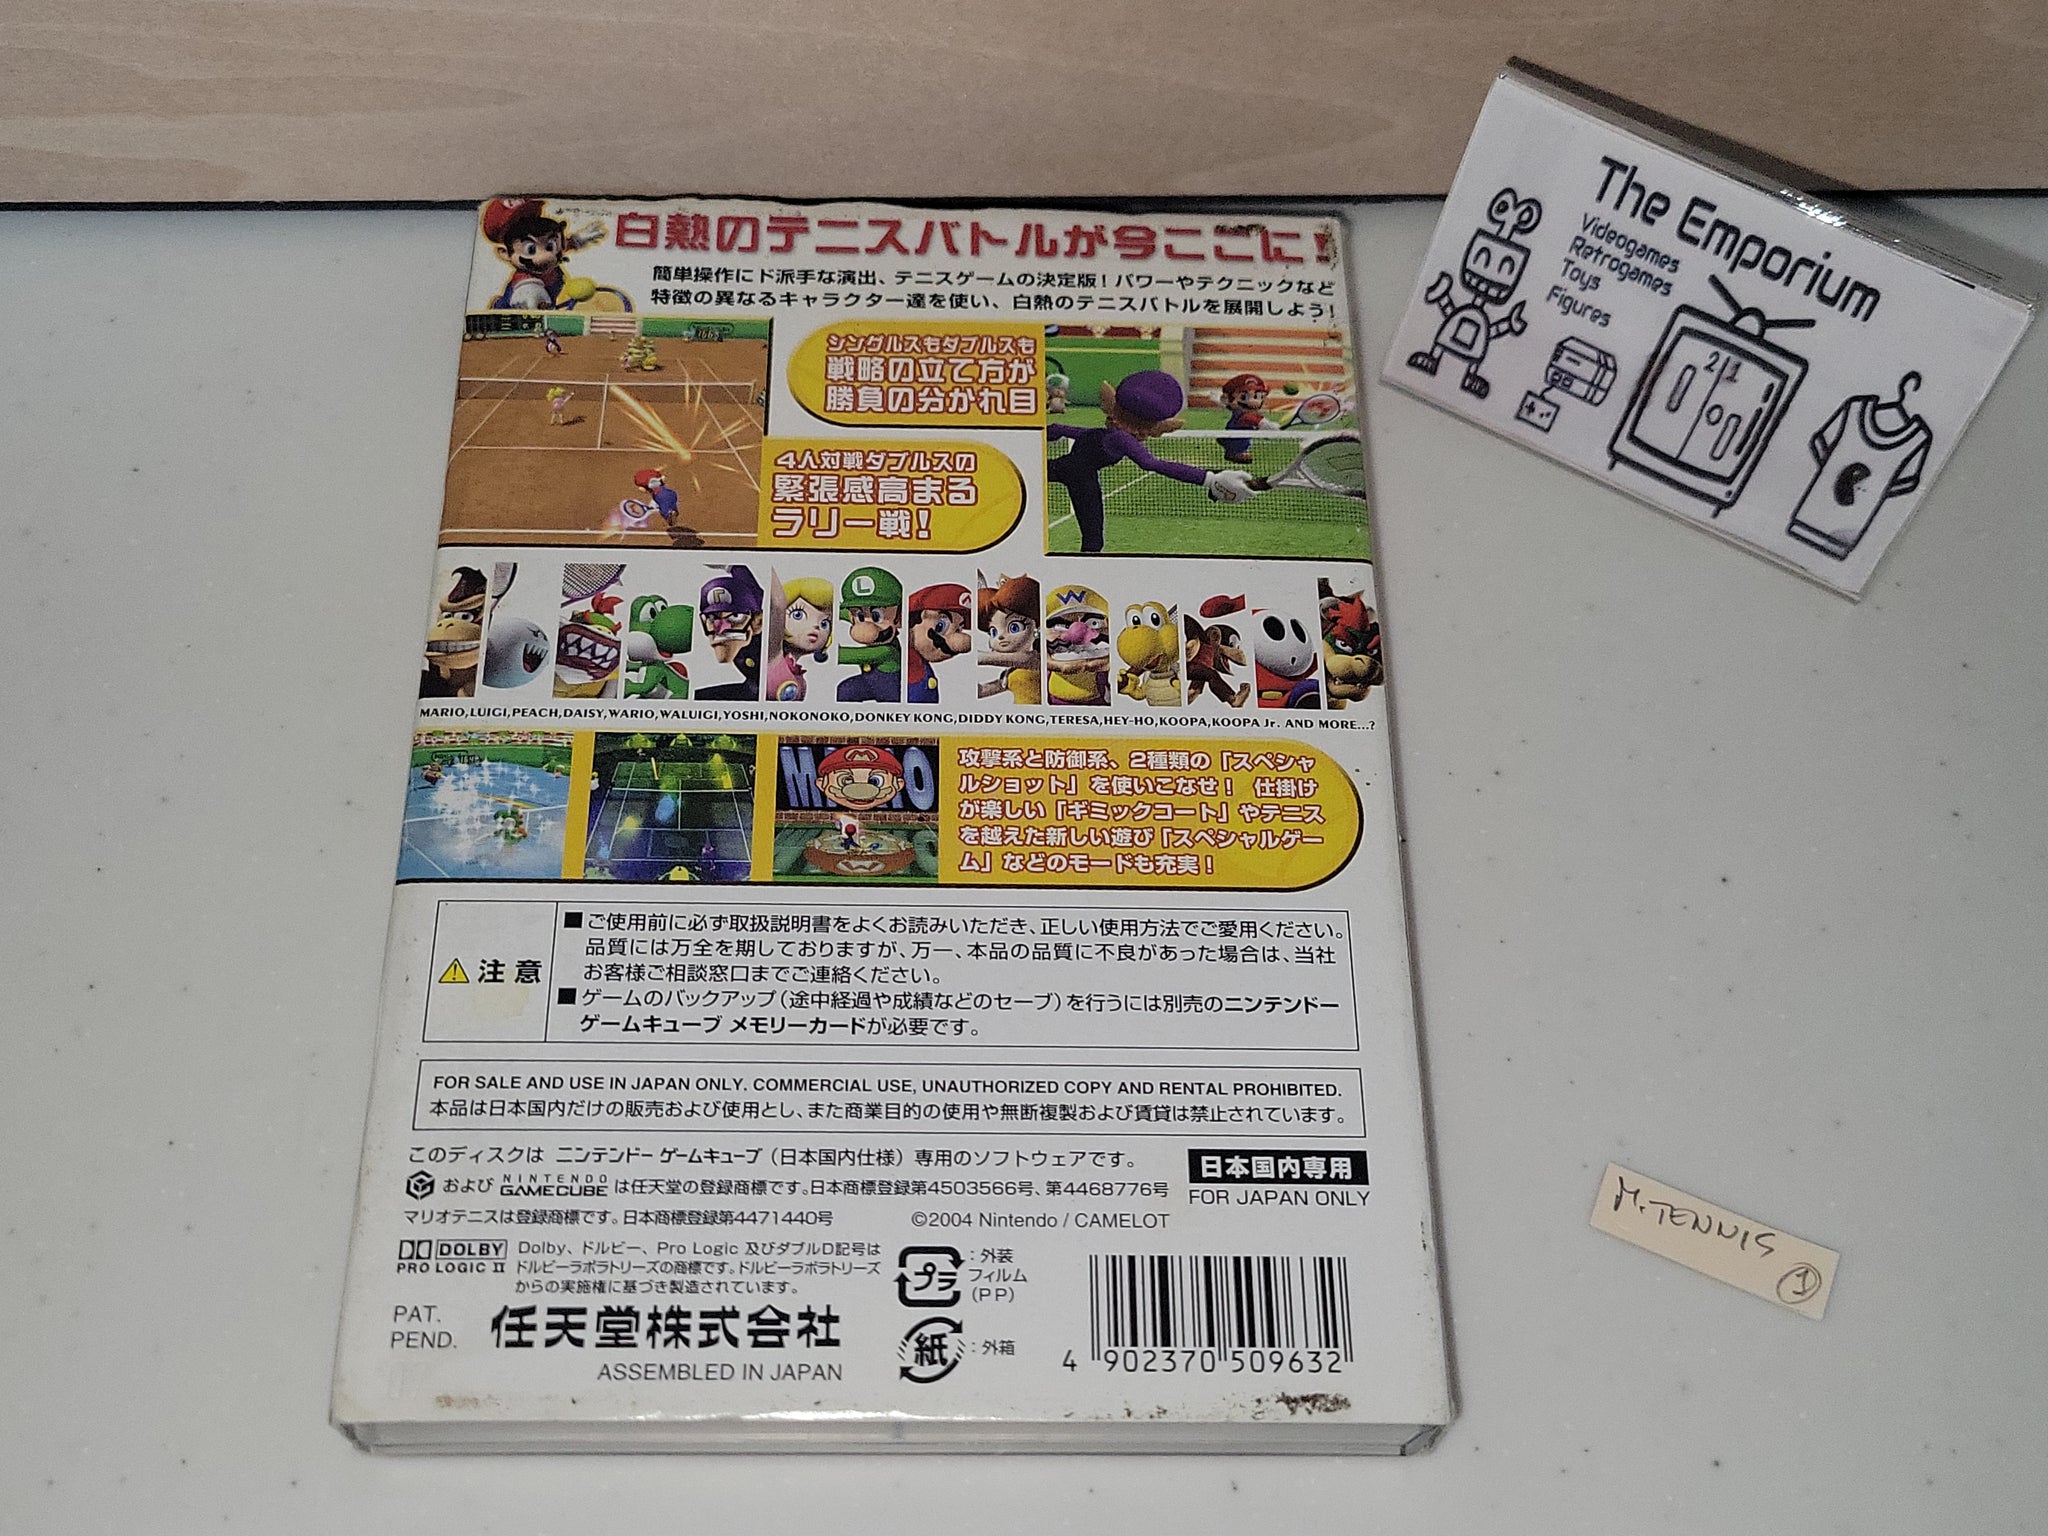 白熱のテニスバトルが今ここに!
簡単操作にド派手な演出、テニスゲームの決定版!パワーやテクニックなど
特徴の異なるキャラクター達を使い、白熱のテニスバトルを展開しよう!
シングルスもダブルスも
戦略の立て方が
勝負の分かれ目
4人対戦ダブルスの
緊張感高まる
ラリー戦!
MARIO,LUIGI,PEACH,DAISY,WARIO,WALUIGI,YOSHI,NOKONOKO,DONKEY KONG,DIDDY KONG,TERESA,HEY-HO,KOOPA,KOOPA Jr. AND MORE...?
MARIO
攻撃系と防御系、2種類の「スペシャ
ルショット」を使いこなせ! 仕掛け
が楽しい「ギミックコート」やテニス
を越えた新しい遊び「スペシャルゲー
ム」などのモードも充実!
注意
■ご使用前に必ず取扱説明書をよくお読みいただき、正しい使用方法でご愛用ください。
品質には万全を期しておりますが、万一、本品の品質に不良があった場合は、当社
お客様ご相談窓口までご連絡ください。
■ゲームのバックアップ(途中経過や成績などのセーブ)を行うには別売のニンテンドー
ゲームキューブ メモリーカードが必要です。
FOR SALE AND USE IN JAPAN ONLY. COMMERCIAL USE, UNAUTHORIZED COPY AND RENTAL PROHIBITED.
本品は日本国内だけの販売および使用とし、また商業目的の使用や無断複製および賃貸は禁止されています。
このディスクは ニンテンドー ゲームキューブ(日本国内仕様)専用のソフトウェアです。
および NINTENDO GAMECUBE は任天堂の登録商標です。日本商標登録第4503566号、第4468776号
日本国内専用
FOR JAPAN ONLY
マリオテニスは登録商標です。日本商標登録第4471440号
©2004 Nintendo / CAMELOT
DOLBY
PRO LOGIC II
Dolby、ドルビー、Pro Logic 及びダブルD記号は
ドルビーラボラトリーズの商標です。ドルビーラボラトリーズ
からの実施権に基づき製造されています。
プラ
:外装
フィルム
(PP)
紙
:外箱
PAT.
PEND.
任天堂株式会社
ASSEMBLED IN JAPAN
4 902370 509632
The Emporium
Videogames
Retrogames
Toys
Figures
21
M.TENNIS
1